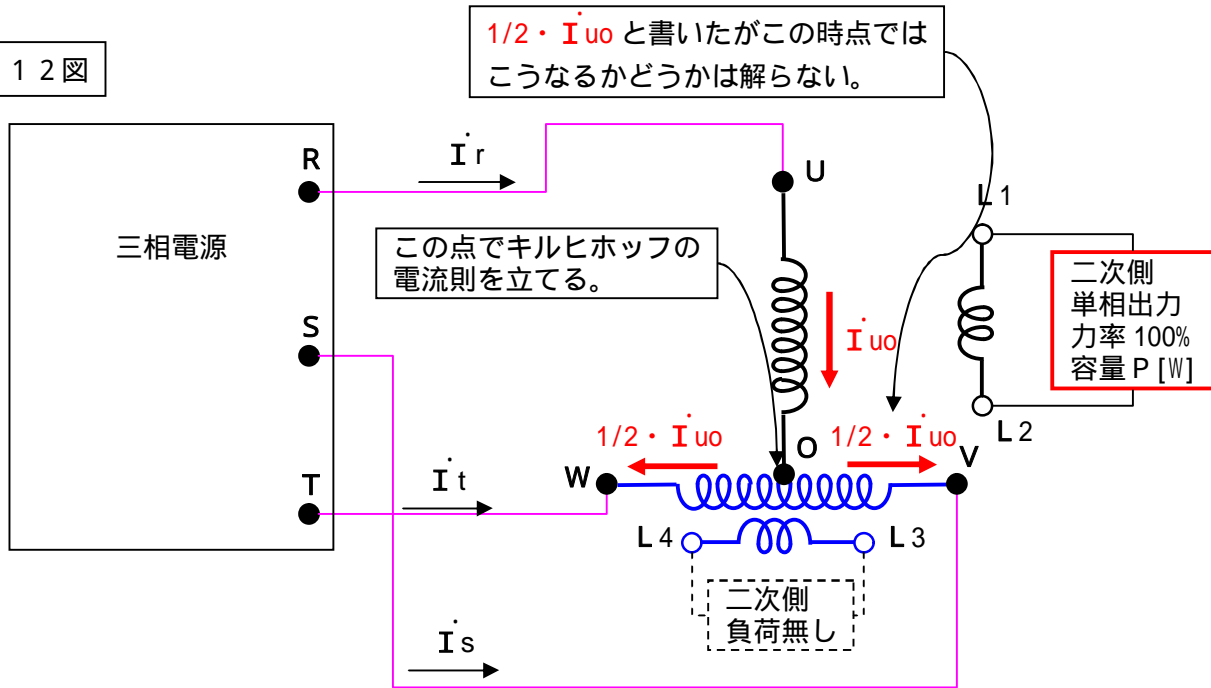 12図
1/2・İuo と書いたがこの時点では
こうなるかどうかは解らない。
三相電源
R
İr
U
L1
この点でキルヒホッフの
電流則を立てる。
二次側
単相出力
力率 100%
容量 P [W]
S
İuo
L2
1/2・İuo
O
1/2・İuo
V
W
T
İt
L4
L3
二次側
負荷無し
İs